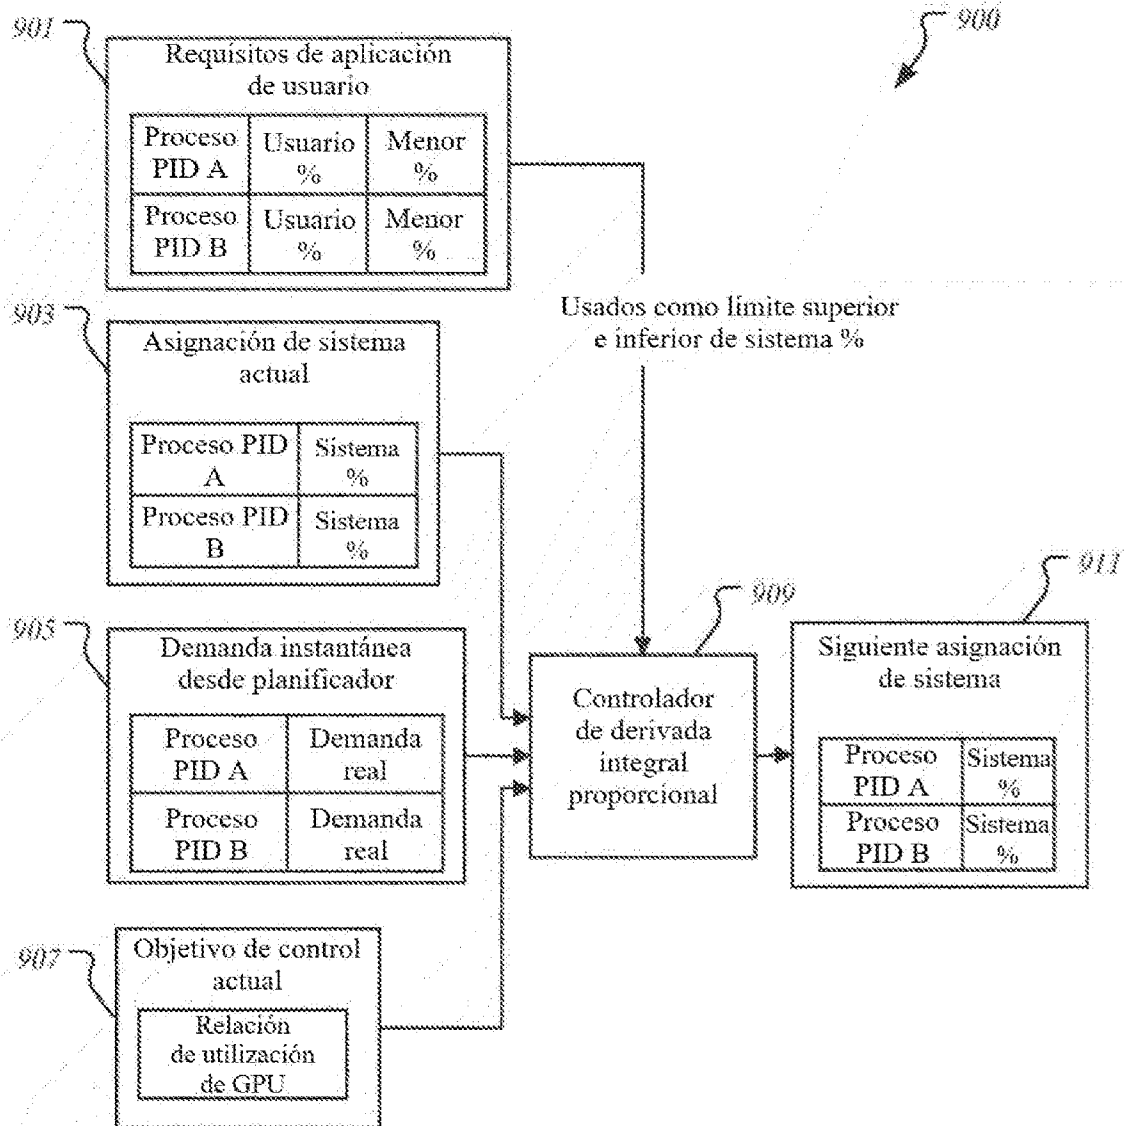 900
901
Requisitos de aplicación
de usuario
Proceso
PID A
Usuario
%
Menor
%
Proceso
PID B
Usuario
%
Menor
%
Usados como límite superior
e inferior de sistema %
903
Asignación de sistema
actual
Proceso PID
A
Sistema
%
Proceso PID
B
Sistema
%
905
Demanda instantánea
desde planificador
Proceso
PID A
Demanda
real
Proceso
PID B
Demanda
real
907
Objetivo de control
actual
Relación
de utilización
de GPU
909
Controlador
de derivada
integral
proporcional
911
Siguiente asignación
de sistema
Proceso
PID A
Sistema
%
Proceso
PID B
Sistema
%